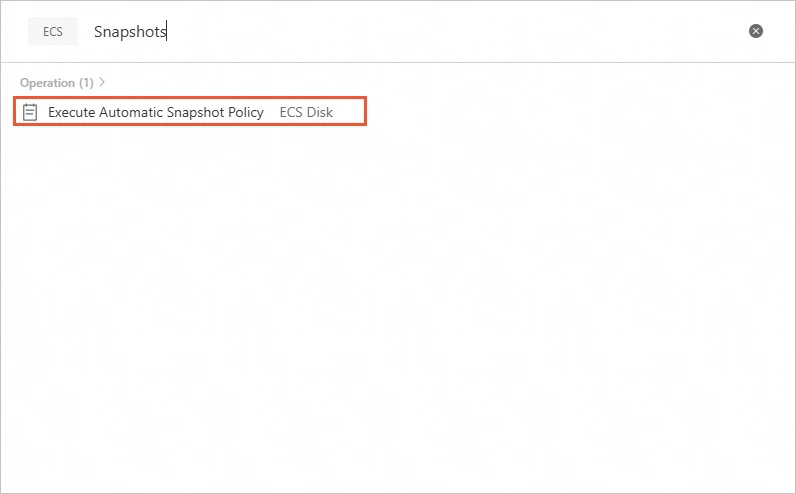 ECS Snapshots
Operation (1)
Execute Automatic Snapshot Policy ECS Disk